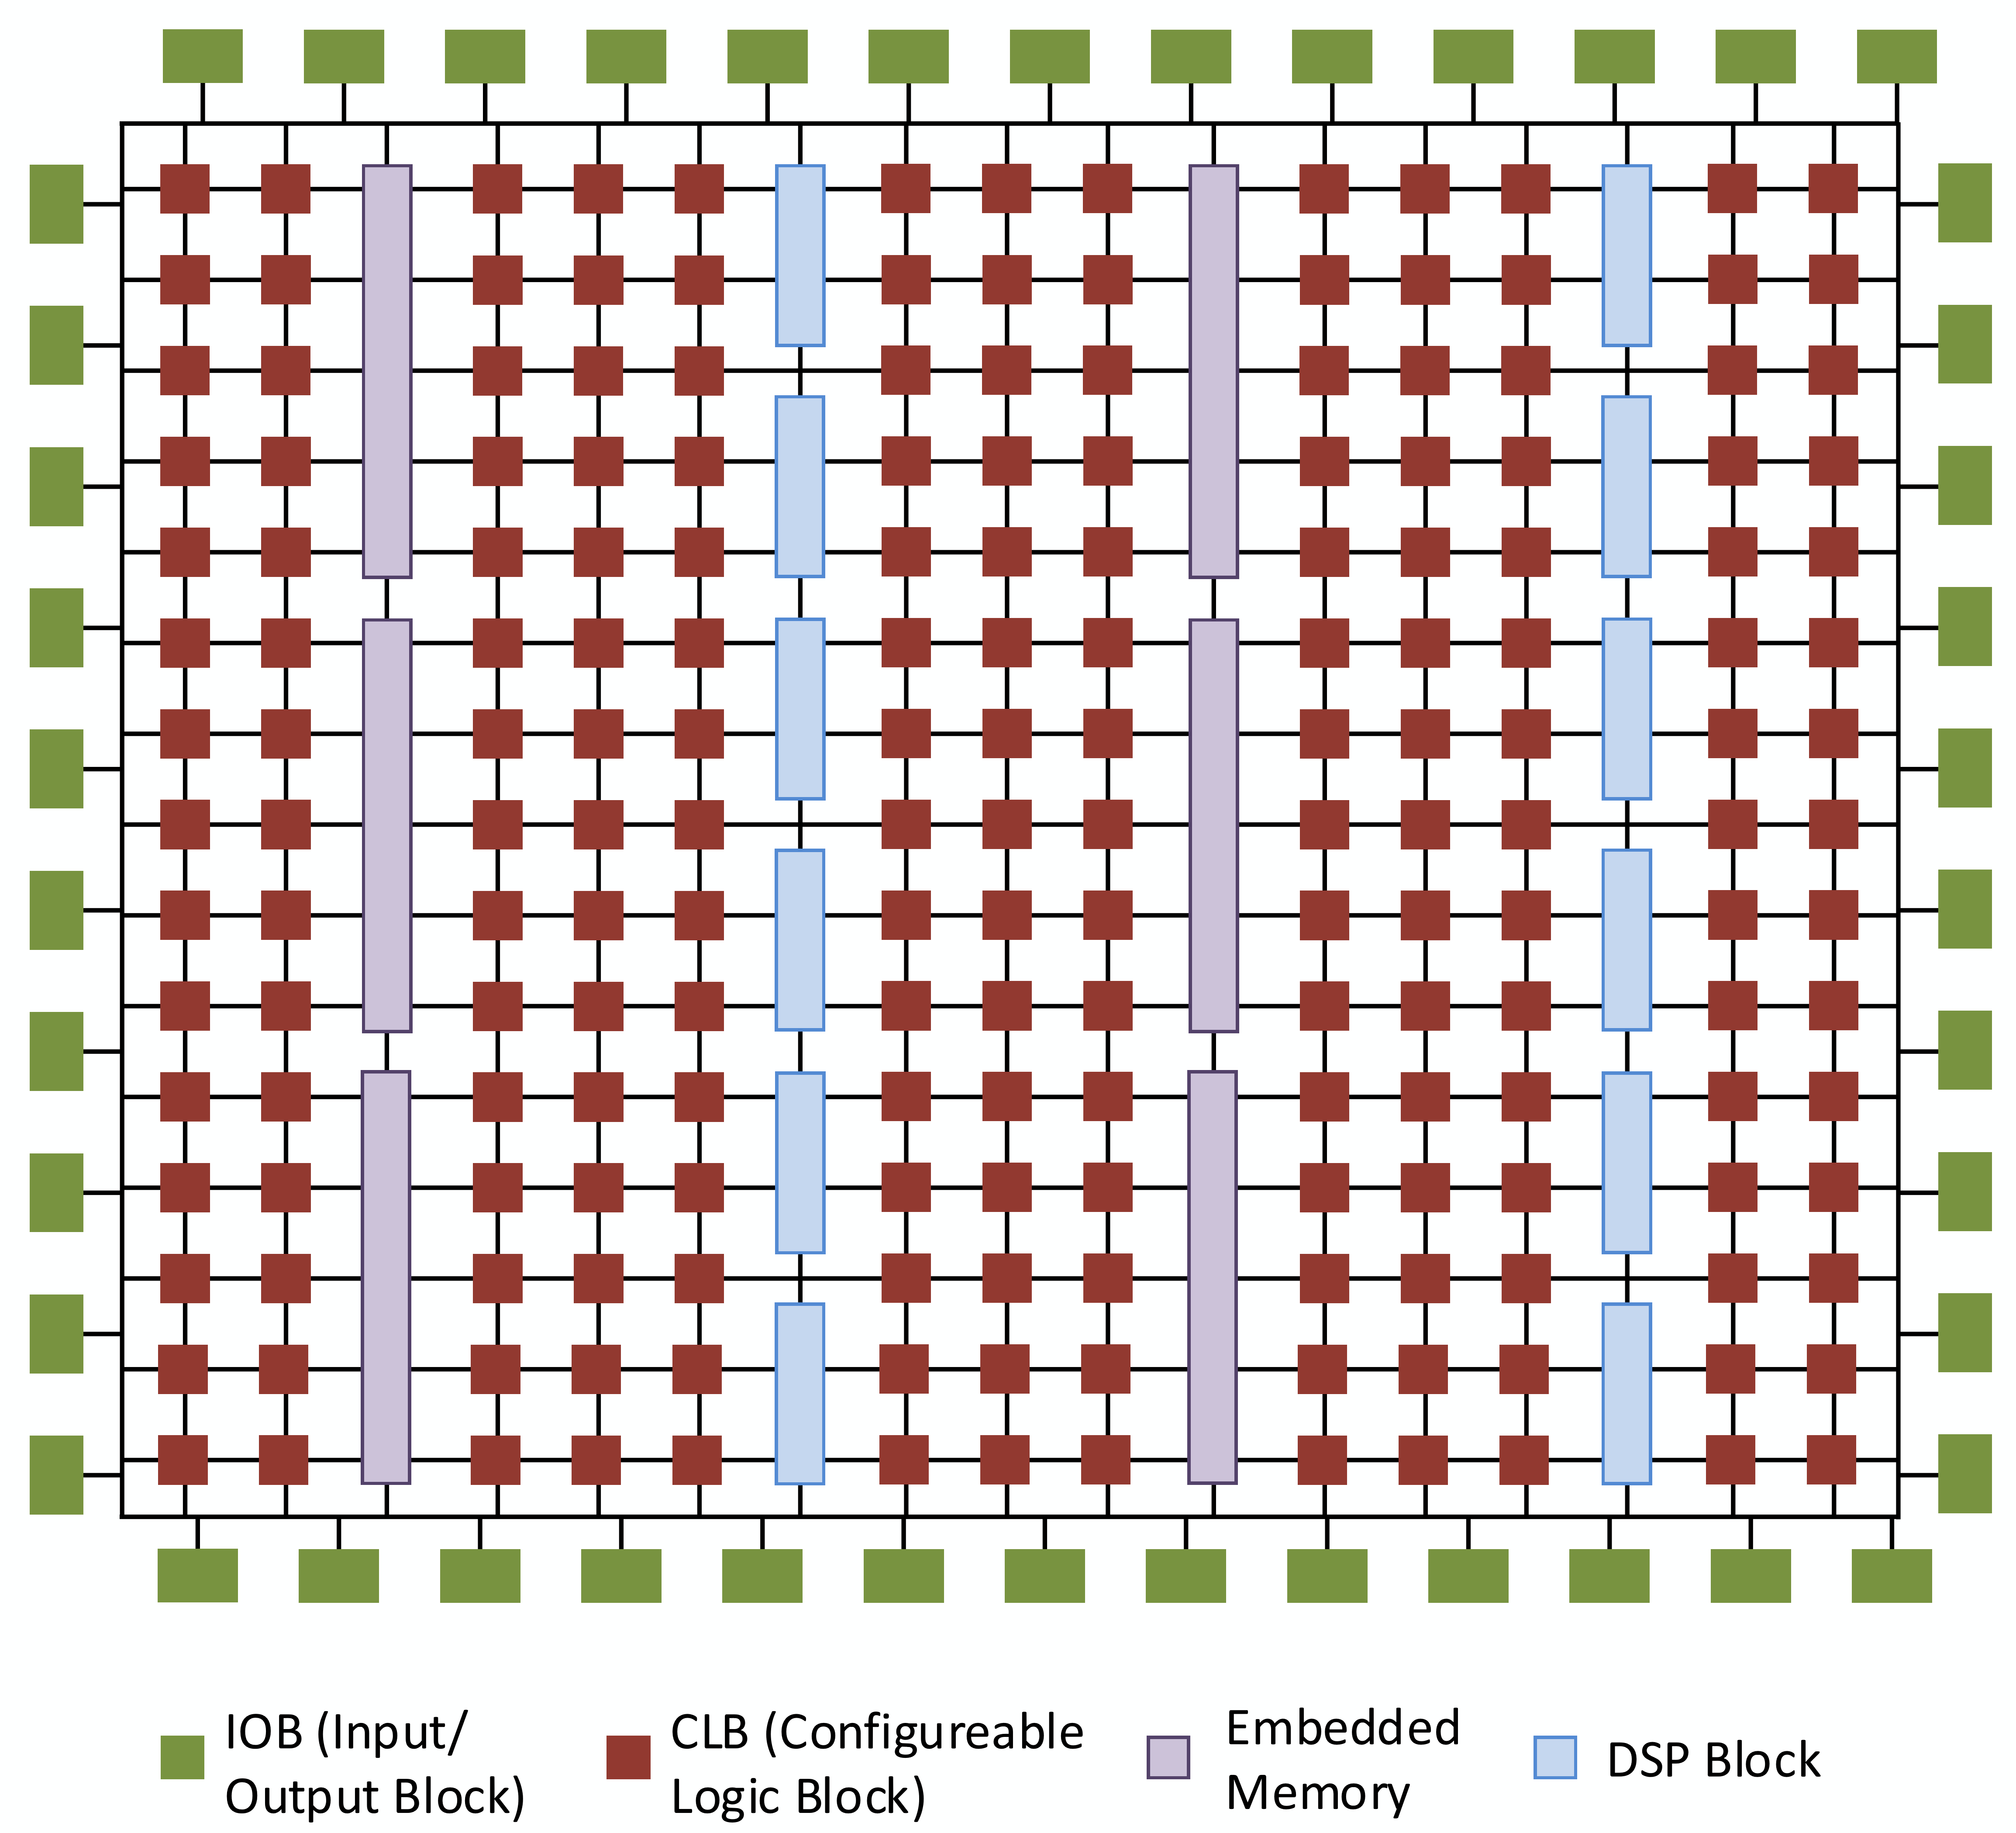 IOB (Input/
Output Block)
CLB (Configureable
Logic Block)
Embedded
Memory
DSP Block